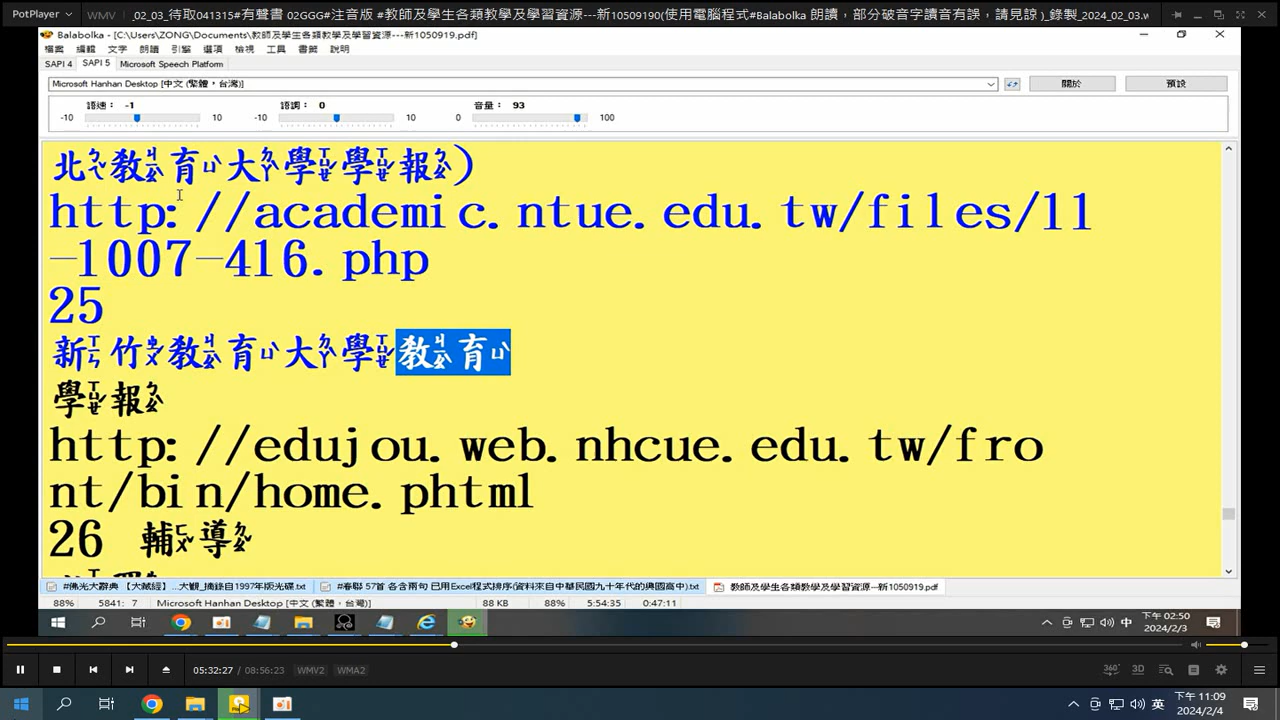 PotPlayer WMV _02_03_待取041315#有聲書 02GGG#注音版 #教師及學生各類教學及學習資源---新10509190(使用電腦程式#Balabolka 朗讀，部分破音字讀音有誤，請見諒 )_錄製_2024_02_03.w
Balabolka - [C:\Users\ZONG\Documents\教師及學生各類教學及學習資源---新1050919.pdf]
檔案 編輯 文字 朗讀 引擎 選項 檢視 工具 書籤 說明
SAPI 4 SAPI 5 Microsoft Speech Platform
Microsoft Hanhan Desktop [中文 (繁體，台灣)] 關於 預設
語速： -1 語調： 0 音量： 93
-10 10 -10 10 0 100
北教育大學學報)
http://academic.ntue.edu.tw/files/11
-1007-416.php
25
新竹教育大學教育
學報
http://edujou.web.nhcue.edu.tw/fro
nt/bin/home.phtml
26 輔導
#佛光大辭典 【大藏經】...大觀_摘錄自1997年版光碟.txt #春聯 57首 各含兩句 已用Excel程式排序(資料來自中華民國九十年代的典國高中).txt 教師及學生各類教學及學習資源---新1050919.pdf
88% 5841: 7 Microsoft Hanhan Desktop [中文 (繁體，台灣)] 88 KB 88% 5:54:35 0:47:11
中 下午 02:50
2024/2/3
05:32:27 / 08:56:23 WMV2 WMA2 360° 3D
英 下午 11:09
2024/2/4